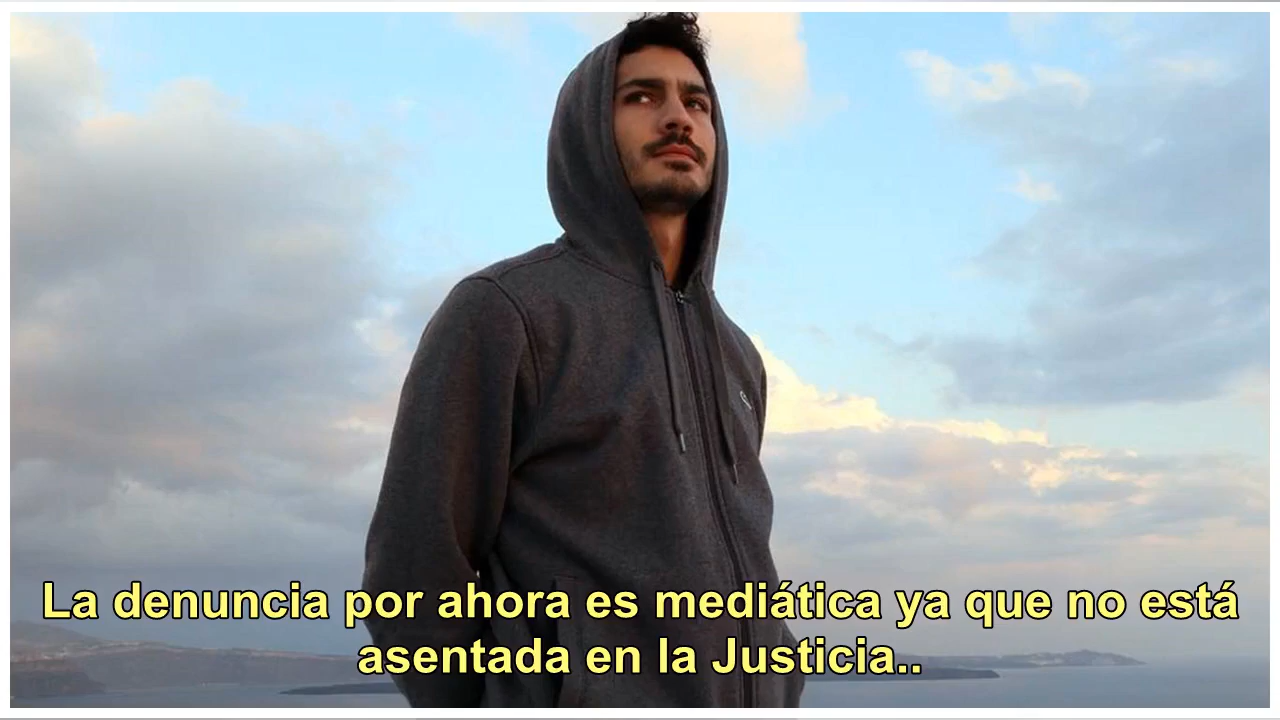 La denuncia por ahora es mediática ya que no está
asentada en la Justicia..